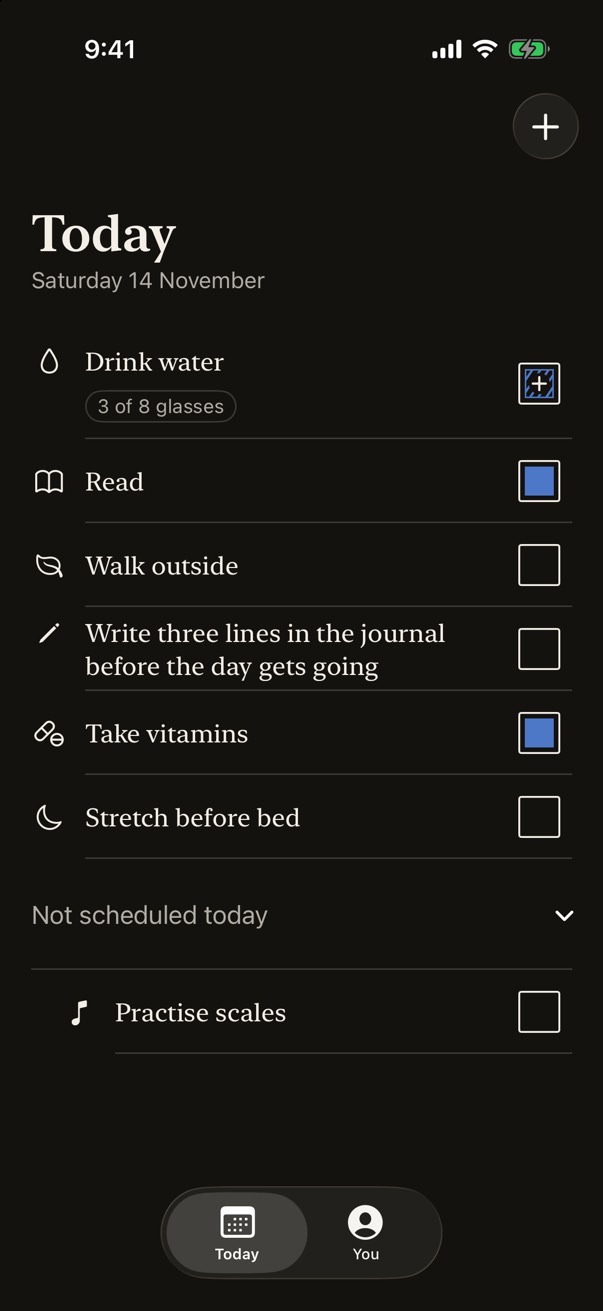 9:41
Today
Saturday 14 November
Drink water
3 of 8 glasses
Read
Walk outside
Write three lines in the journal
before the day gets going
Take vitamins
Stretch before bed
Not scheduled today
Practise scales
Today
You